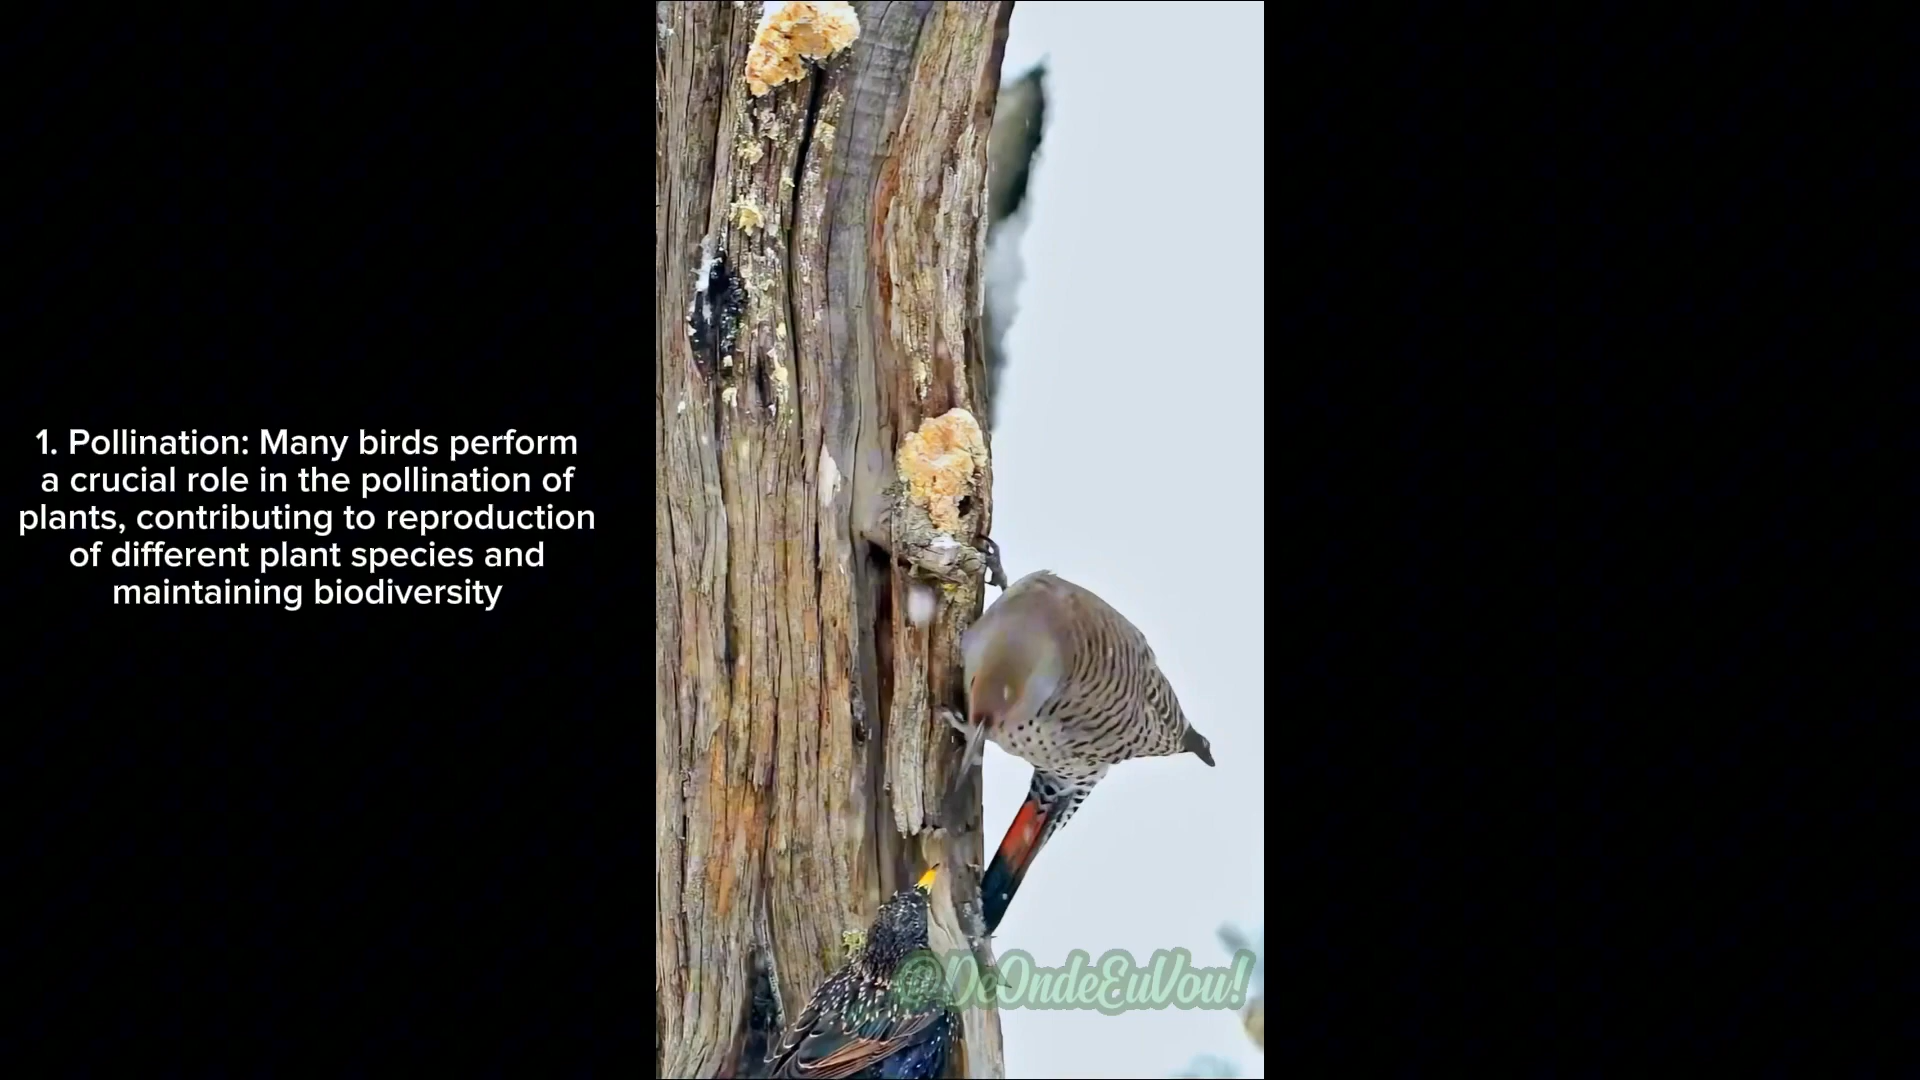 1. Pollination: Many birds perform
a crucial role in the pollination of
plants, contributing to reproduction
of different plant species and
maintaining biodiversity
@DeOndeEuVou!